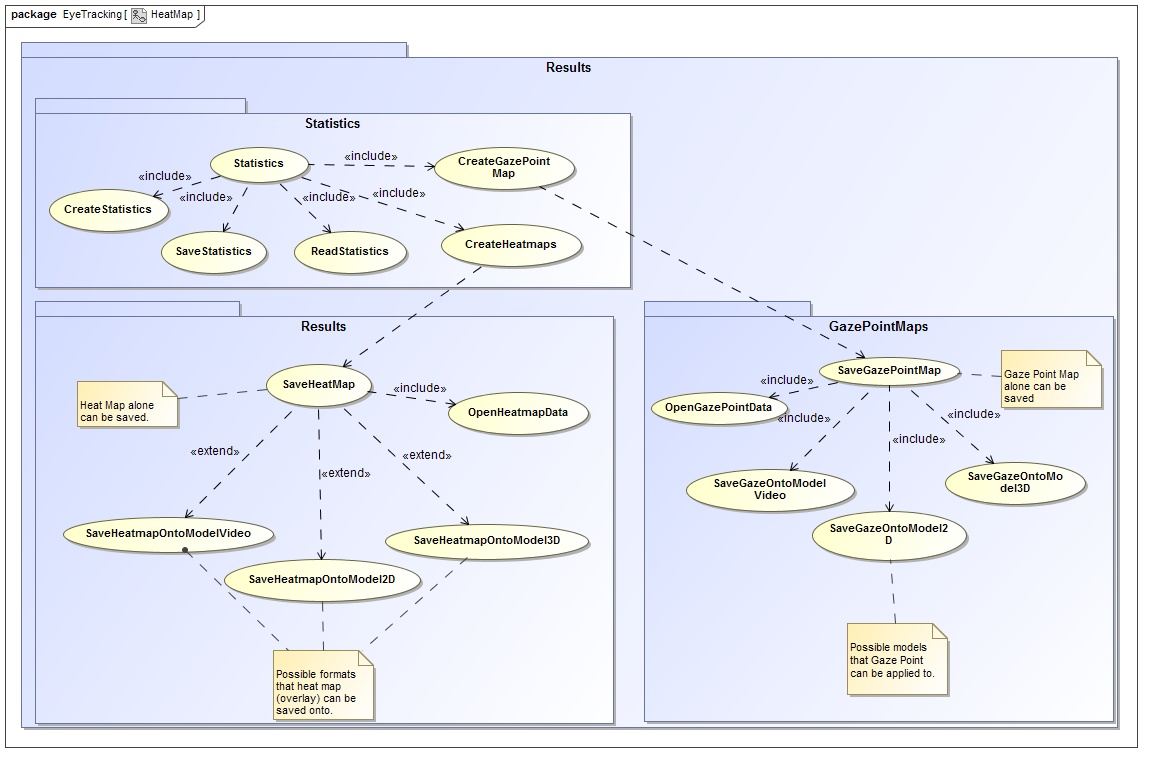 package EyeTracking [ HeatMap ]
Results
Statistics
Statistics
«include»
CreateGazePoint
Map
«include»
«include»
«include»
«include»
CreateStatistics
SaveStatistics
ReadStatistics
CreateHeatmaps
Results
SaveHeatMap
Heat Map alone
can be saved.
«include»
OpenHeatmapData
«extend»
«extend»
«extend»
SaveHeatmapOntoModelVideo
SaveHeatmapOntoModel3D
SaveHeatmapOntoModel2D
Possible formats
that heat map
(overlay) can be
saved onto.
GazePointMaps
SaveGazePointMap
Gaze Point Map
alone can be
saved
«include»
OpenGazePointData
«include»
«include»
«include»
SaveGazeOntoModel
Video
SaveGazeOntoMo
del3D
SaveGazeOntoModel2
D
Possible models
that Gaze Point
can be applied to.